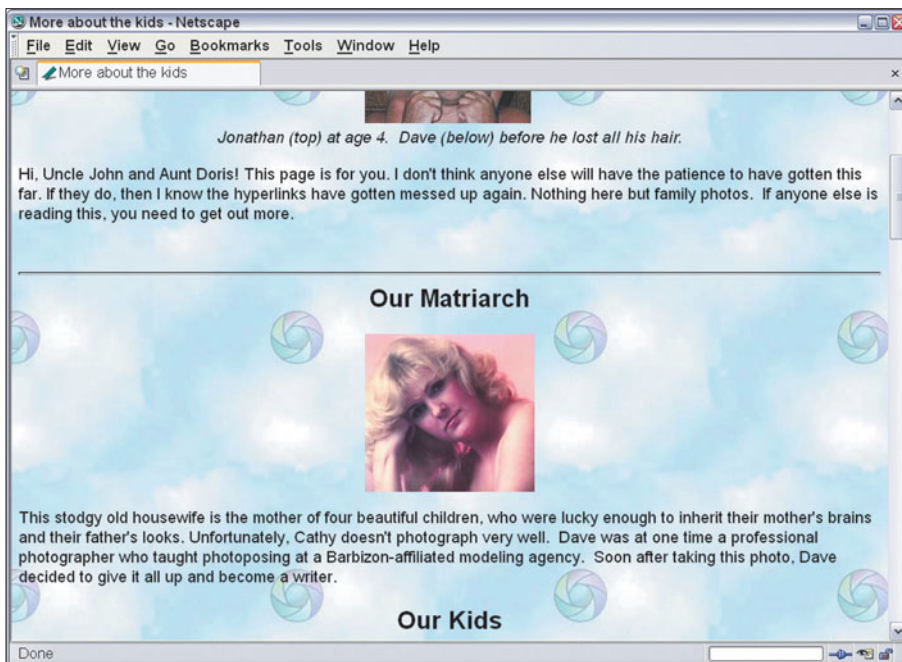 More about the kids - Netscape
File Edit View Go Bookmarks Tools Window Help
More about the kids
Jonathan (top) at age 4. Dave (below) before he lost all his hair.
Hi, Uncle John and Aunt Doris! This page is for you. I don't think anyone else will have the patience to have gotten this
far. If they do, then I know the hyperlinks have gotten messed up again. Nothing here but family photos. If anyone else is
reading this, you need to get out more.
Our Matriarch
This stodgy old housewife is the mother of four beautiful children, who were lucky enough to inherit their mother's brains
and their father's looks. Unfortunately, Cathy doesn't photograph very well. Dave was at one time a professional
photographer who taught photoposing at a Barbizon-affiliated modeling agency. Soon after taking this photo, Dave
decided to give it all up and become a writer.
Our Kids
Done